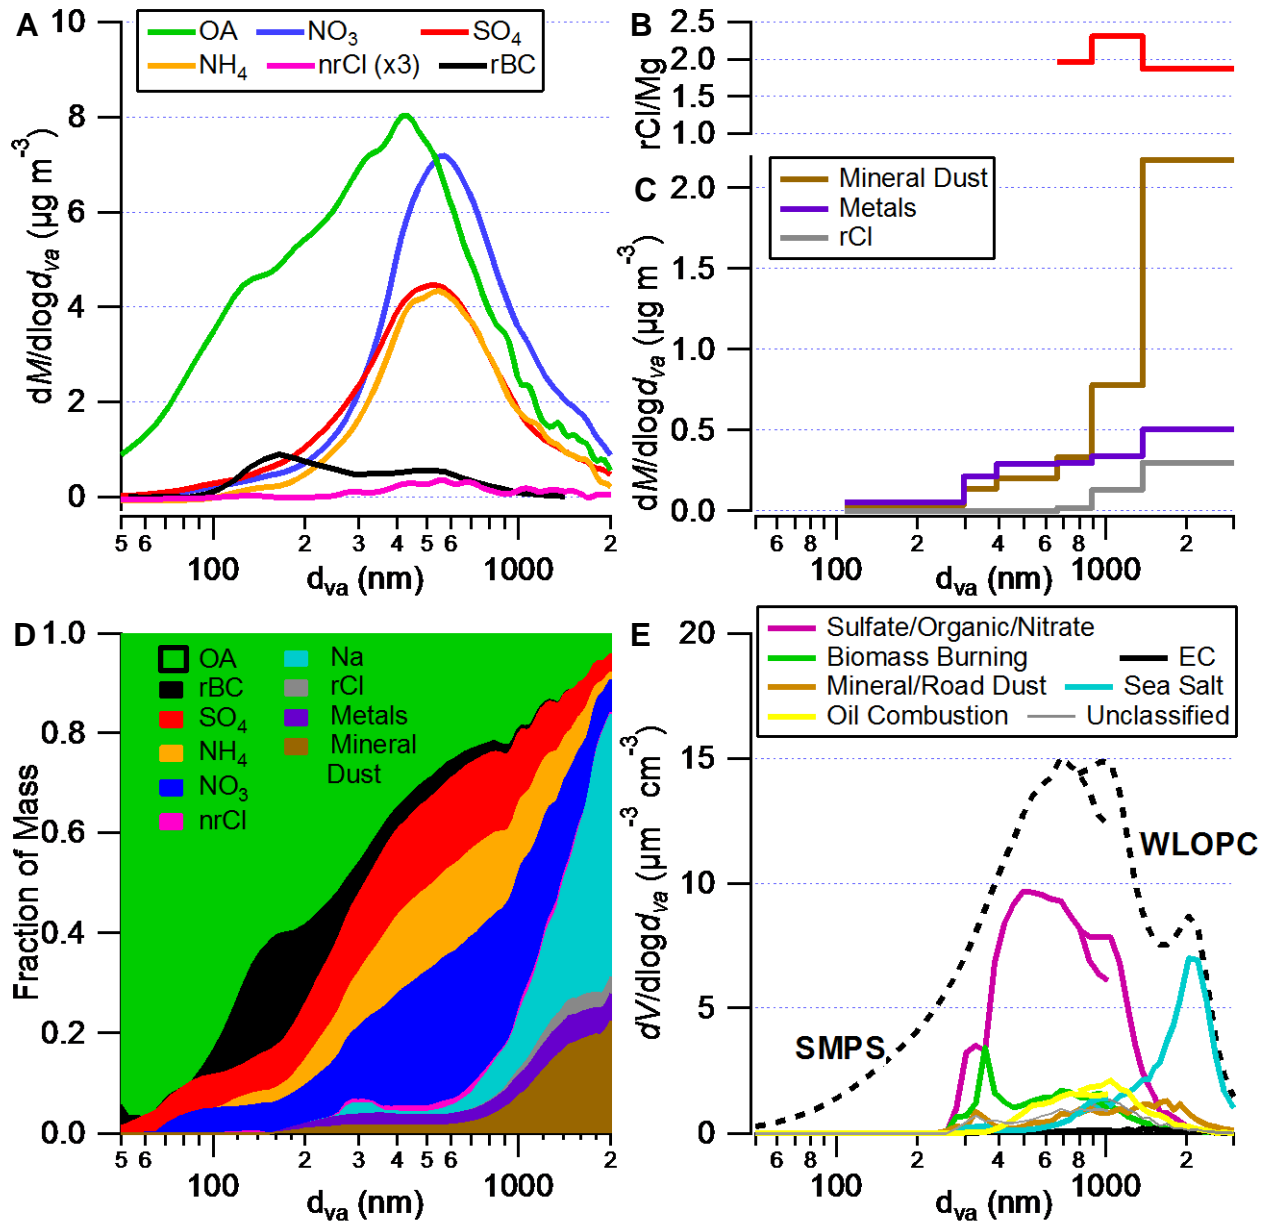 A
10
8
6
4
2
0
dM/dlogdva (µg m-3)
OA NO3 SO4
NH4 nrCl (x3) rBC
5 6 100 2 3 4 5 6 1000 2
dva (nm)
B
2.5
2.0
1.5
1.0
rCl/Mg
C
2.0
1.5
1.0
0.5
0.0
dM/dlogdva (µg m-3)
Mineral Dust
Metals
rCl
6 8 100 2 4 6 8 1000 2
dva (nm)
D
1.0
0.8
0.6
0.4
0.2
0.0
Fraction of Mass
OA
rBC
SO4
NH4
NO3
nrCl
Na
rCl
Metals
Mineral
Dust
5 6 100 2 3 4 5 6 1000 2
dva (nm)
E
20
15
10
5
0
dV/dlogdva (µm-3 cm-3)
Sulfate/Organic/Nitrate
Biomass Burning EC
Mineral/Road Dust Sea Salt
Oil Combustion Unclassified
WLOPC
SMPS
6 8 100 2 4 6 8 1000 2
dva (nm)